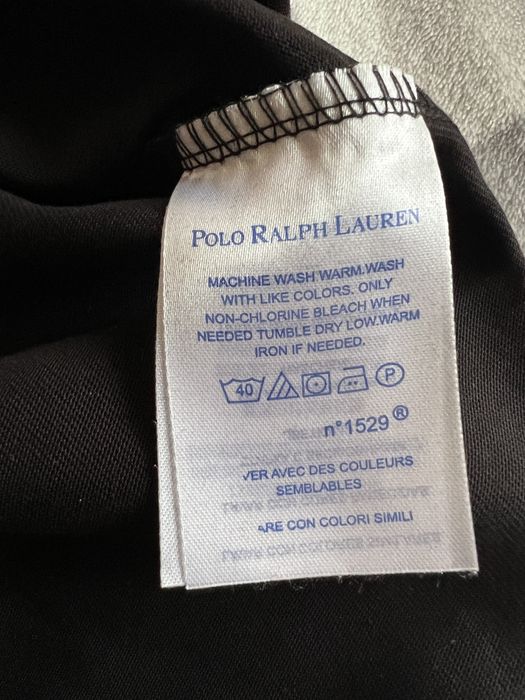 POLO RALPH LAUREN
MACHINE WASH WARM.WASH
WITH LIKE COLORS. ONLY
NON-CHLORINE BLEACH WHEN
NEEDED TUMBLE DRY LOW.WARM
IRON IF NEEDED.
40 P
n°1529®
VER AVEC DES COULEURS
SEMBLABLES
ARE CON COLORI SIMILI